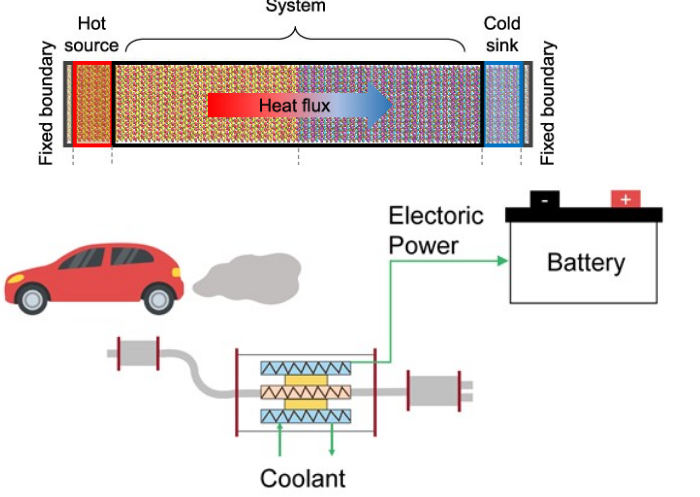 System
Hot
source
Cold
sink
Fixed boundary
Heat flux
Fixed boundary
Electoric
Power
-
+
Battery
Coolant